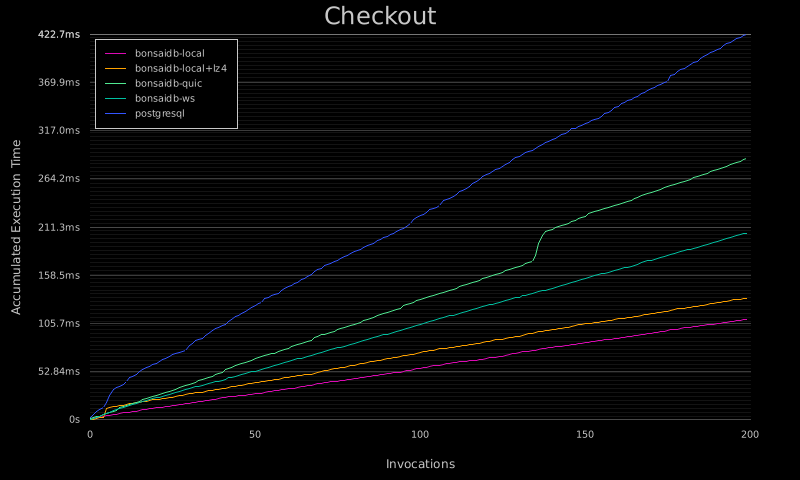 Checkout
422.7ms
369.9ms
317.0ms
264.2ms
211.3ms
158.5ms
105.7ms
52.84ms
0s
Accumulated Execution Time
bonsaidb-local
bonsaidb-local+lz4
bonsaidb-quic
bonsaidb-ws
postgresql
0 50 100 150 200
Invocations